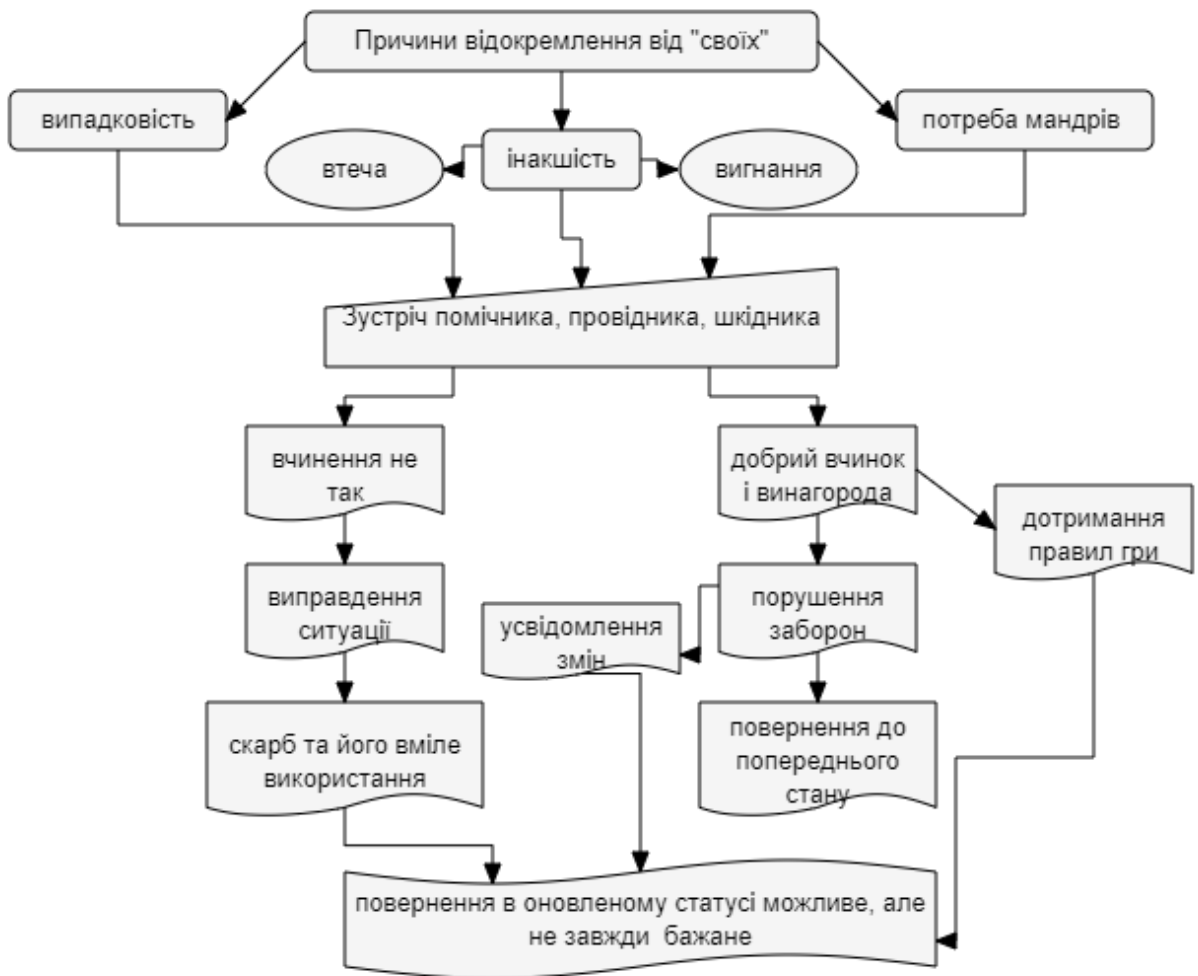 Причини відокремлення від "своїх"
випадковість
потреба мандрів
інакшість
втеча
вигнання
Зустріч помічника, провідника, шкідника
вчинення не
так
добрий вчинок
і винагорода
дотримання
правил гри
виправдення
ситуації
порушення
заборон
усвідомлення
змін
скарб та його вміле
використання
повернення до
попереднього
стану
повернення в оновленому статусі можливе, але
не завжди бажане